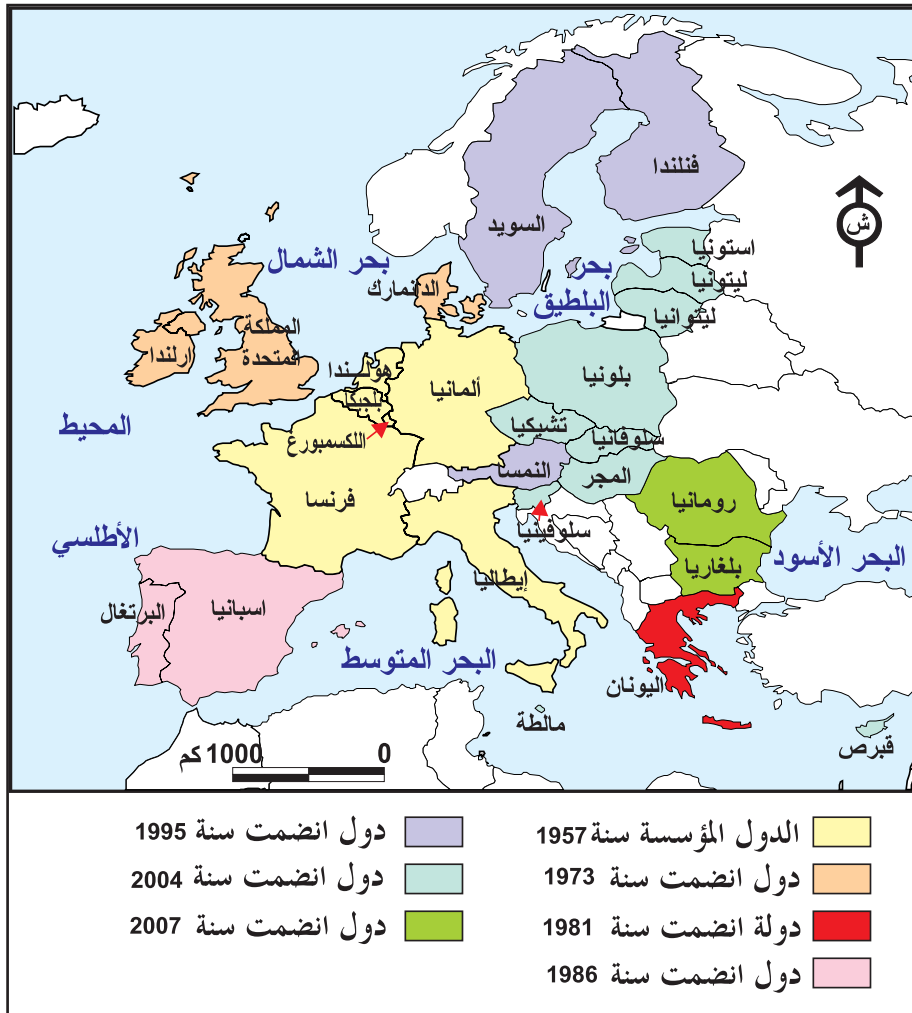 فنلندا
السويد
ش
استونيا
بحر الشمال
بحر
البلطيق
ليتونيا
الدانمارك
ليتوانيا
المملكة
المتحدة
ارلندا
هولندا
ألمانيا
بلونيا
بلجيكا
المحيط
تشيكيا
سلوفانيا
اللكسمبورغ
النمسا
المجر
فرنسا
رومانيا
سلوفينيا
الأطلسي
البحر الأسود
بلغاريا
إيطاليا
اسبانيا
البرتغال
البحر المتوسط
اليونان
مالطة
قبرص
0 1000 كم
الدول المؤسسة سنة 1957
دول انضمت سنة 1973
دولة انضمت سنة 1981
دول انضمت سنة 1986
دول انضمت سنة 1995
دول انضمت سنة 2004
دول انضمت سنة 2007